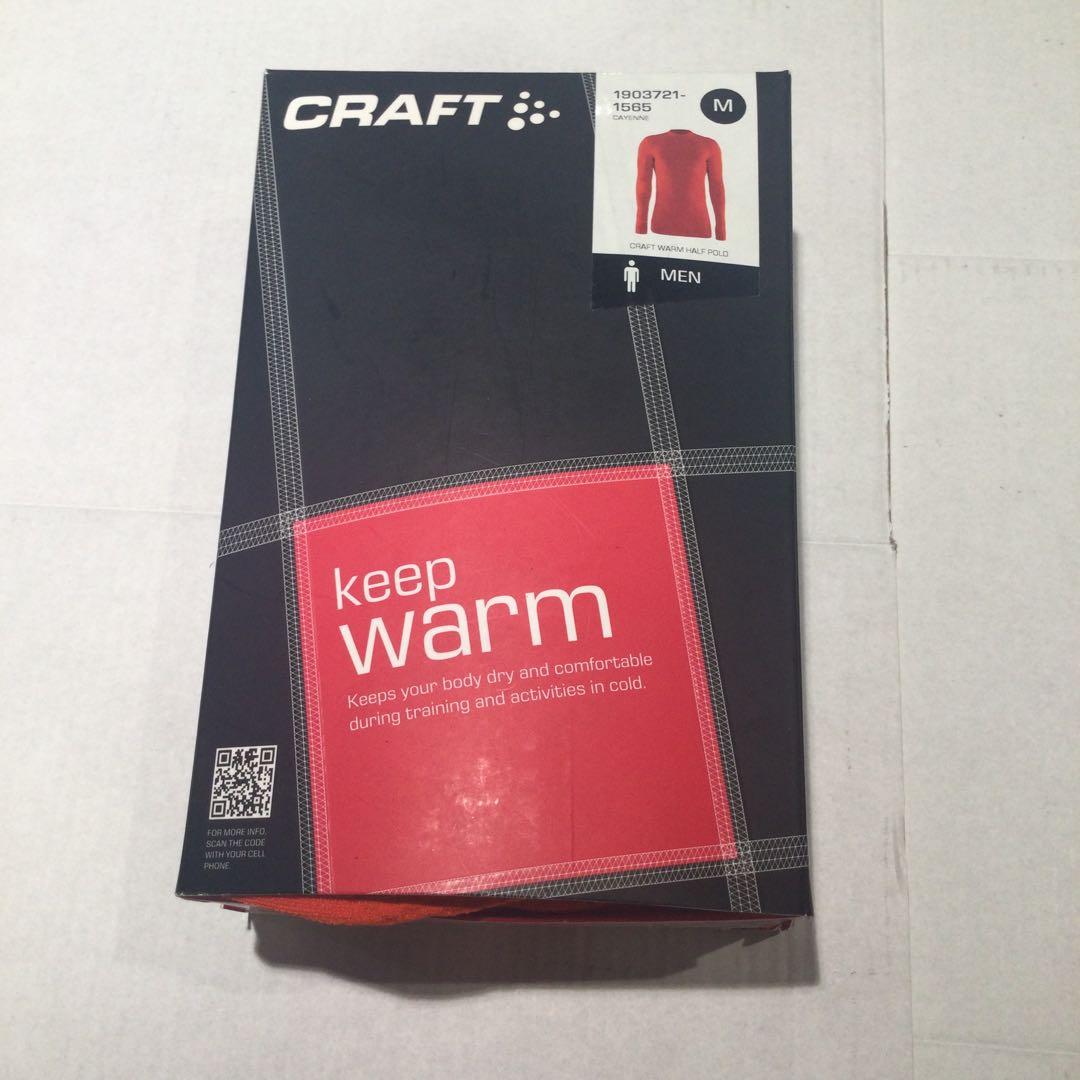 CRAFT
1903721-
1565
CAYENNE
M
CRAFT WARM HALF POLO
MEN
keep
warm
Keeps your body dry and comfortable
during training and activities in cold.
FOR MORE INFO.
SCAN THE CODE
WITH YOUR CELL
PHONE.